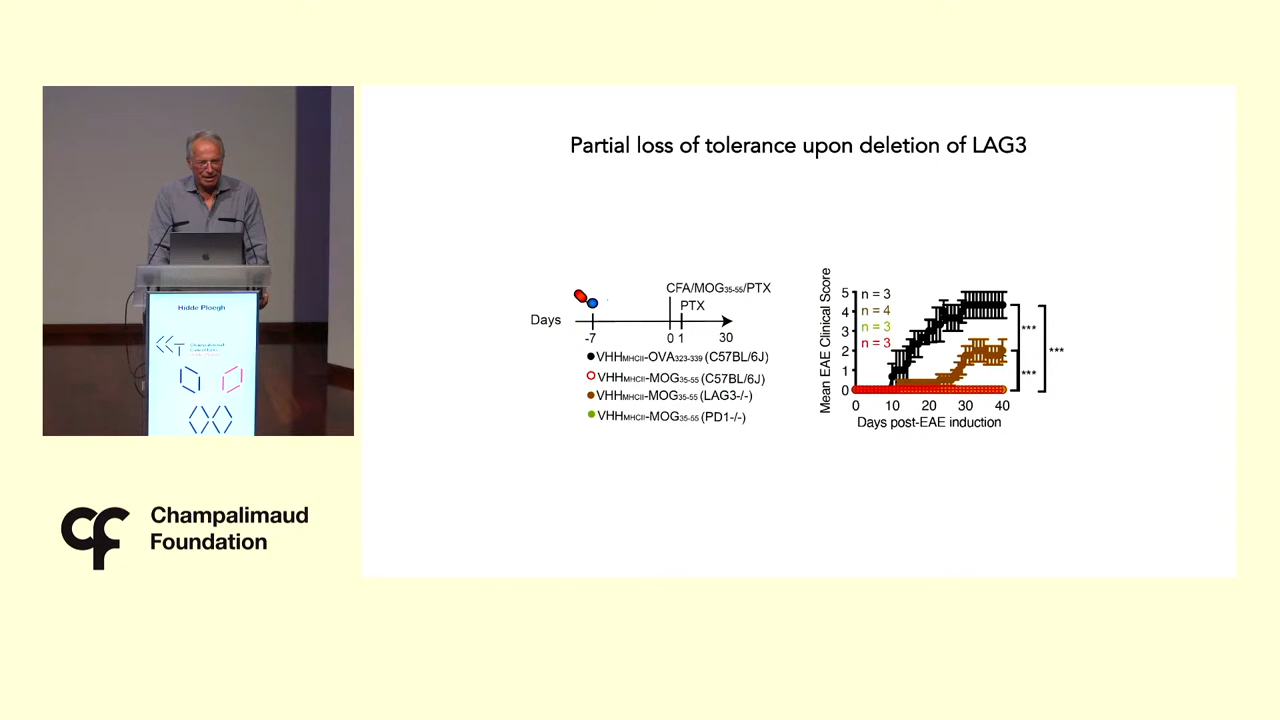 Partial loss of tolerance upon deletion of LAG3
CFA/MOG35-55/PTX
PTX
Days
-7
0 1
30
VHHMHCII-OVA323-339 (C57BL/6J)
VHHMHCII-MOG35-55 (C57BL/6J)
VHHMHCII-MOG35-55 (LAG3-/-)
VHHMHCII-MOG35-55 (PD1-/-)
Mean EAE Clinical Score
5
4
3
2
1
0
n = 3
n = 4
n = 3
n = 3
***
***
***
0 10 20 30 40
Days post-EAE induction
Hidde Ploegh
Champalimaud
Foundation